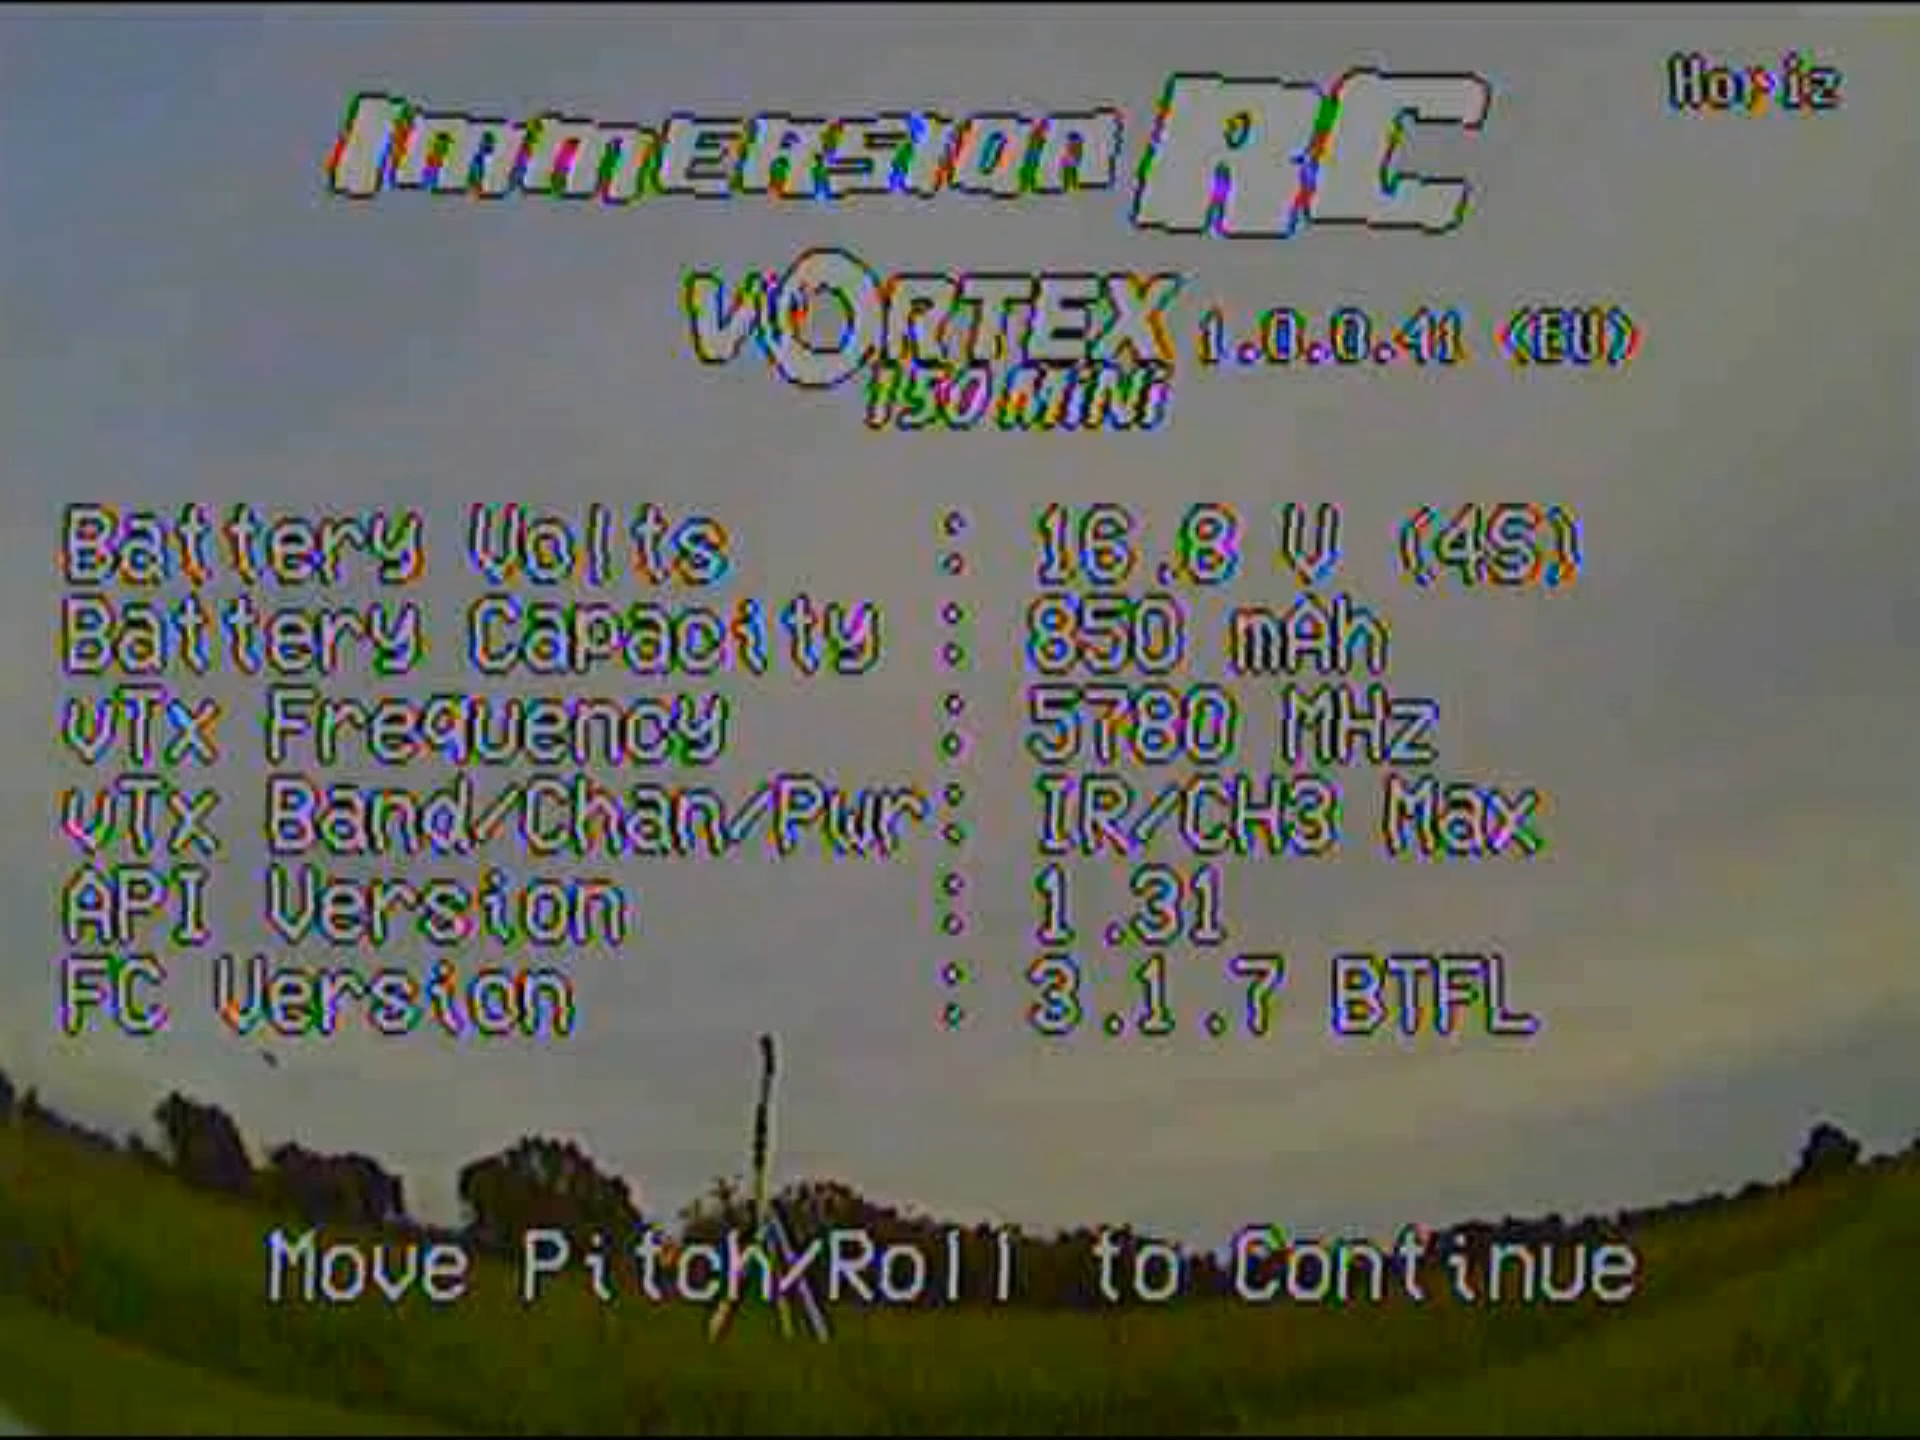 Horiz
ImmersionRC
VORTEX 1.0.0.41 (EU)
150 MiNi
Battery Volts : 16.8 V (4S)
Battery Capacity : 850 mAh
vTx Frequency : 5780 MHz
vTx Band/Chan/Pwr: IR/CH3 Max
API Version : 1.31
FC Version : 3.1.7 BTFL
Move Pitch/Roll to Continue